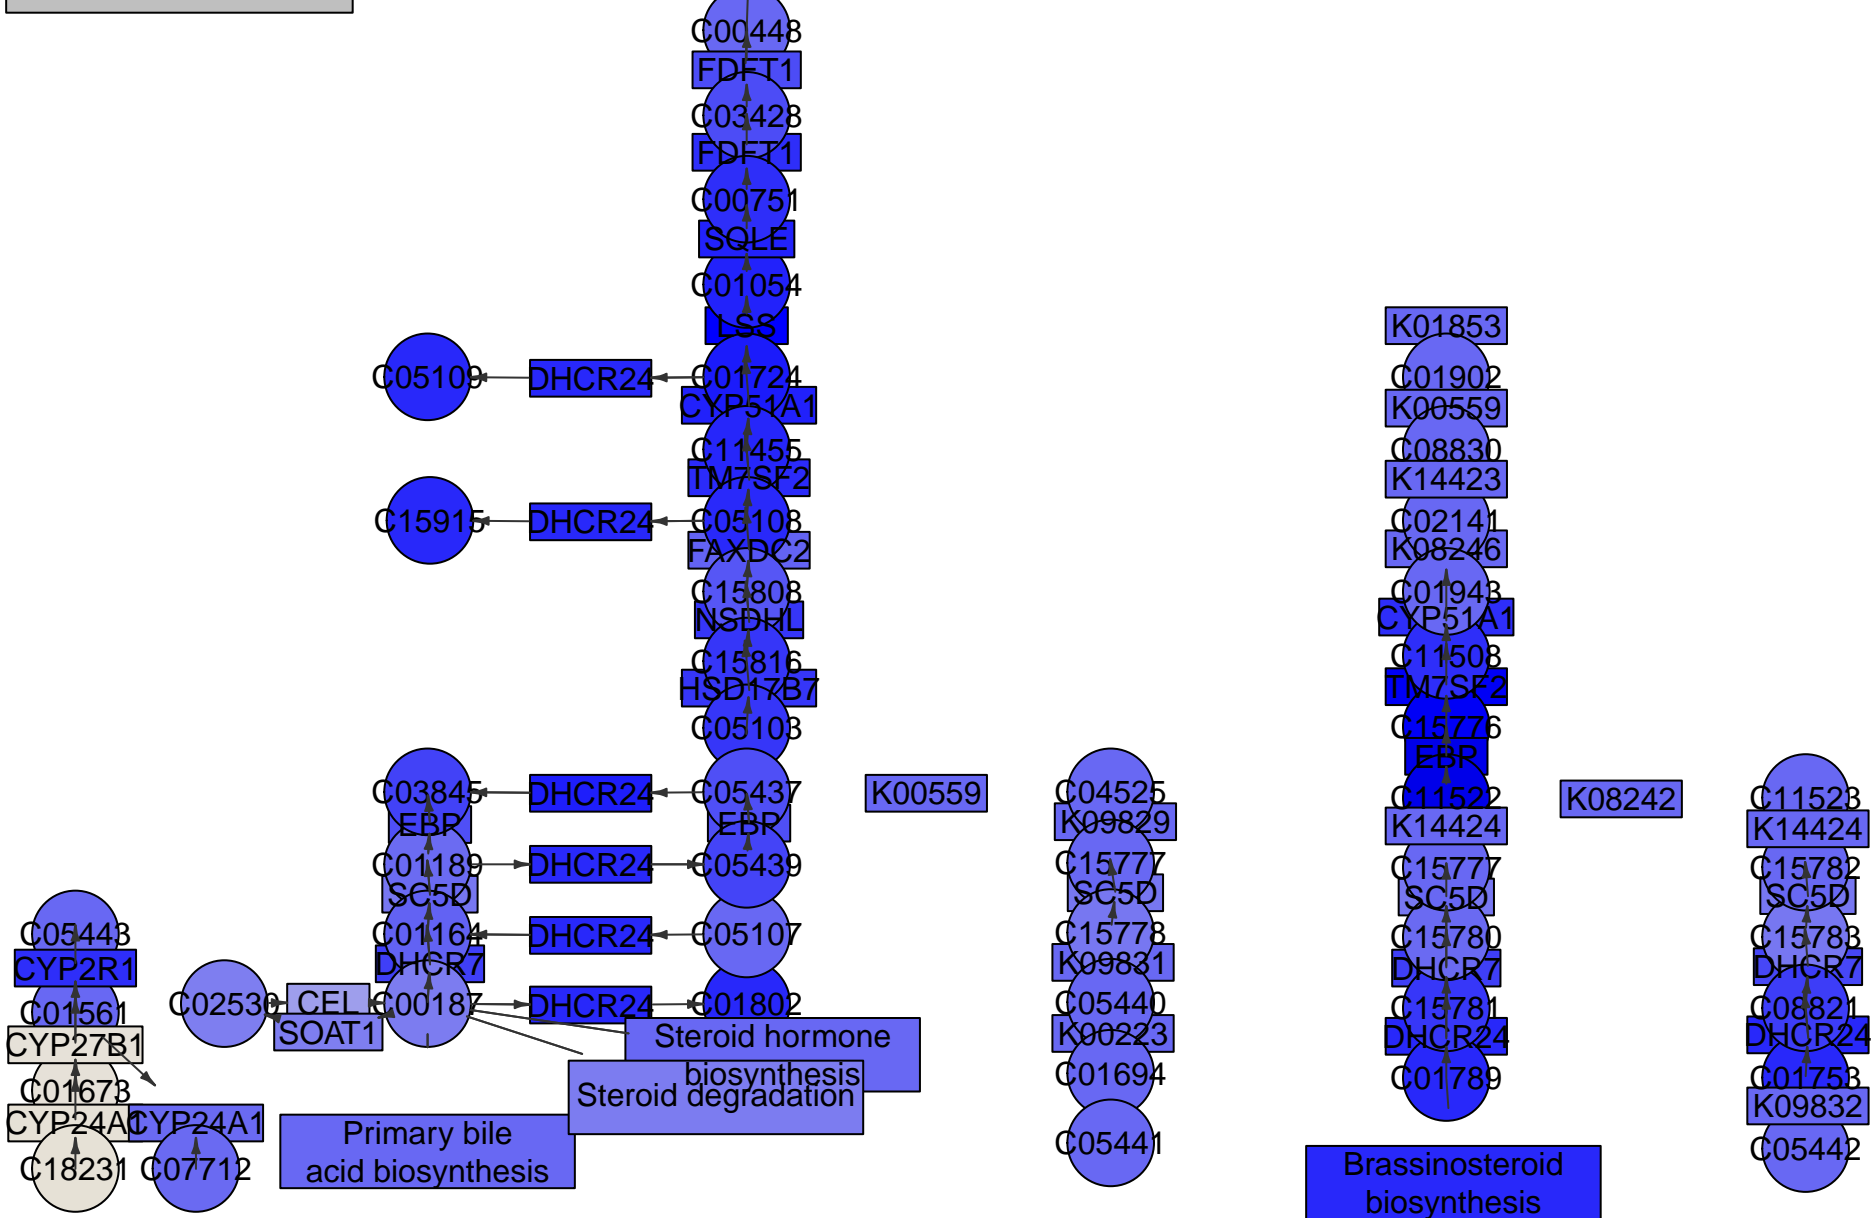 C00448
FDFT1
C03428
FDFT1
C00751
SQLE
C01054
LSS
K01853
C05109
DHCR24
C01724
C01902
CYP51A1
K00559
C11455
C08830
TM7SF2
K14423
C15915
DHCR24
C05108
C02141
FAXDC2
K08246
C15808
C01943
NSDHL
CYP51A1
C15816
C11508
HSD17B7
TM7SF2
C05103
C15776
EBP
C03845
DHCR24
C05437
K00559
C04525
C11522
K08242
C11523
EBP
EBP
K09829
K14424
K14424
C01189
DHCR24
C05439
C15777
C15777
C15782
SC5D
SC5D
SC5D
SC5D
C05443
C01164
DHCR24
C05107
C15778
C15780
C15783
CYP2R1
DHCR7
K09831
DHCR7
DHCR7
C01561
C02530
CEL
C00187
DHCR24
C01802
C05440
C15781
C08821
SOAT1
CYP27B1
Steroid hormone
biosynthesis
K00223
DHCR24
DHCR24
C01673
Steroid degradation
C01694
C01789
C01753
CYP24A1
CYP24A1
K09832
Primary bile
acid biosynthesis
C05441
C18231
C07712
Brassinosteroid
biosynthesis
C05442